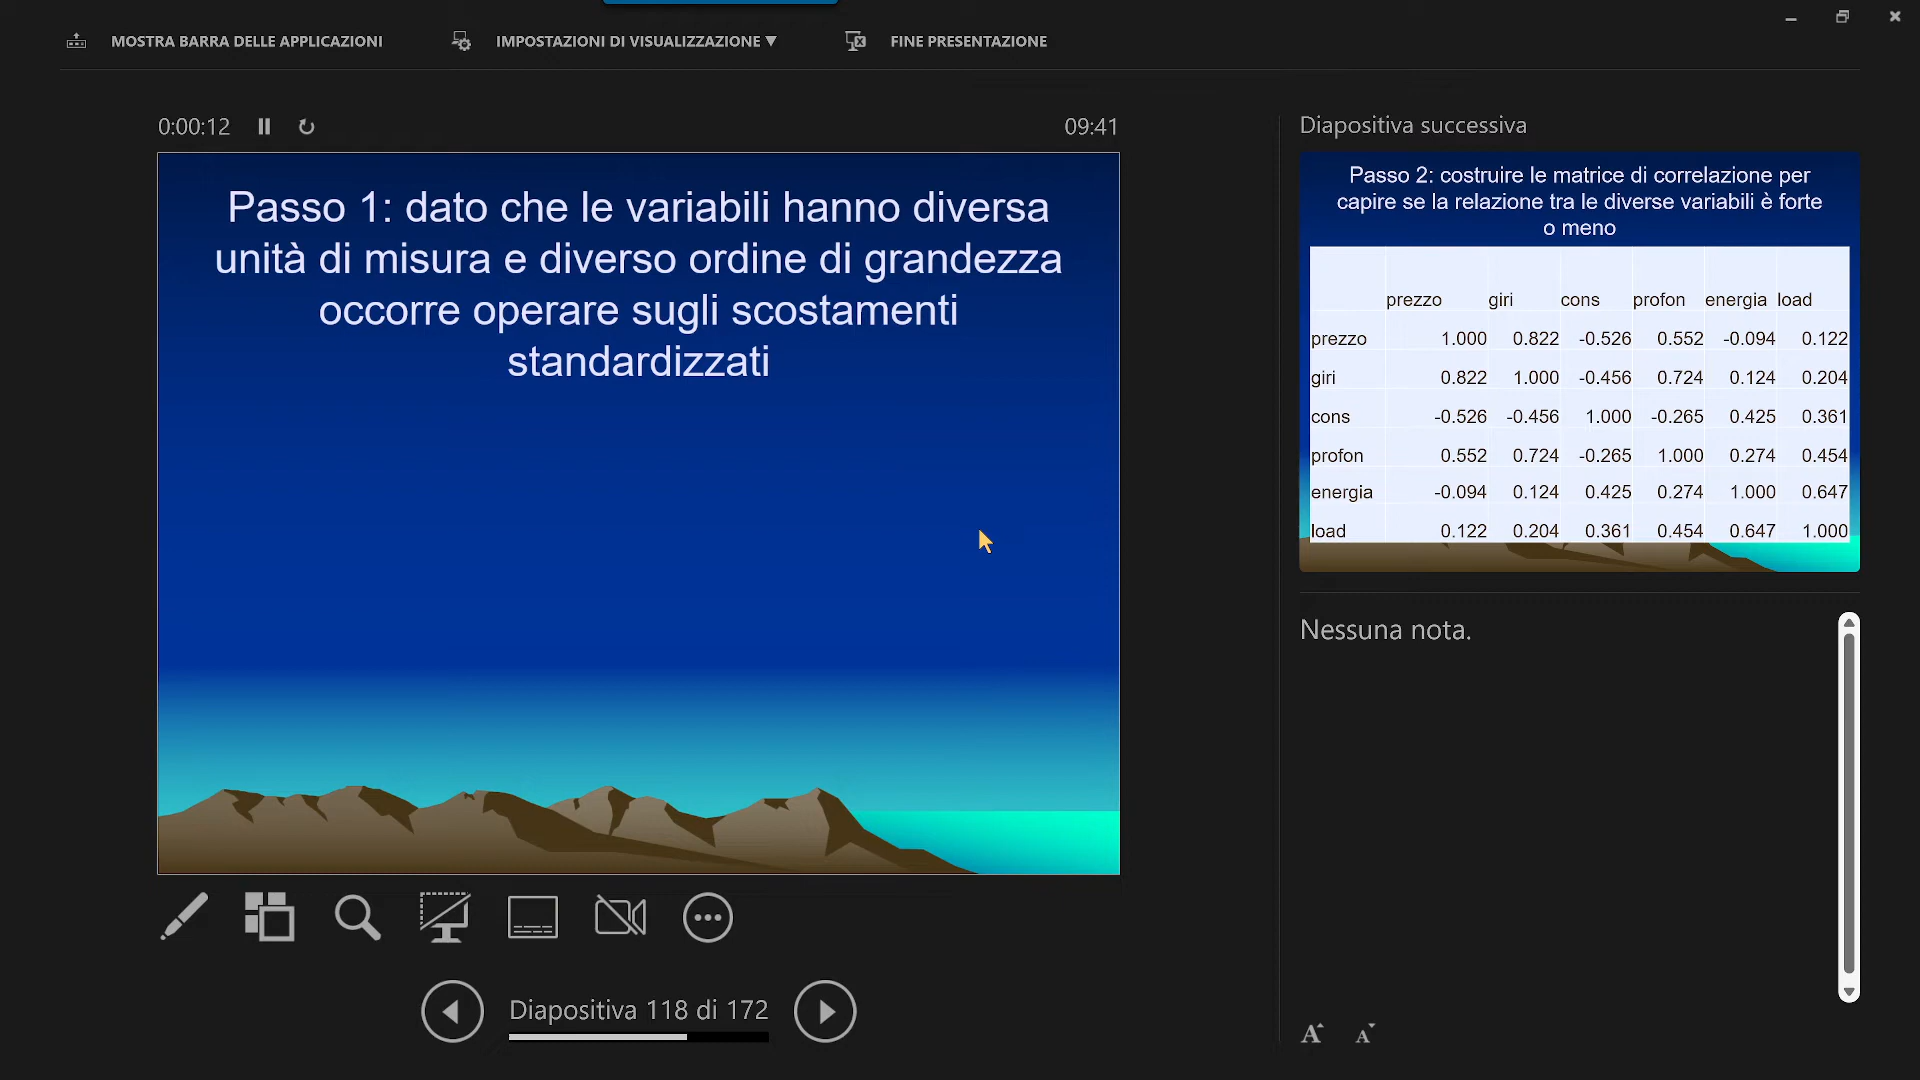 MOSTRA BARRA DELLE APPLICAZIONI
IMPOSTAZIONI DI VISUALIZZAZIONE ▼
FINE PRESENTAZIONE
0:00:12
09:41
Passo 1: dato che le variabili hanno diversa
unità di misura e diverso ordine di grandezza
occorre operare sugli scostamenti
standardizzati
Diapositiva 118 di 172
Diapositiva successiva
Passo 2: costruire le matrice di correlazione per
capire se la relazione tra le diverse variabili è forte
o meno
prezzo giri cons profon energia load
prezzo 1.000 0.822 -0.526 0.552 -0.094 0.122
giri 0.822 1.000 -0.456 0.724 0.124 0.204
cons -0.526 -0.456 1.000 -0.265 0.425 0.361
profon 0.552 0.724 -0.265 1.000 0.274 0.454
energia -0.094 0.124 0.425 0.274 1.000 0.647
load 0.122 0.204 0.361 0.454 0.647 1.000
Nessuna nota.
A A